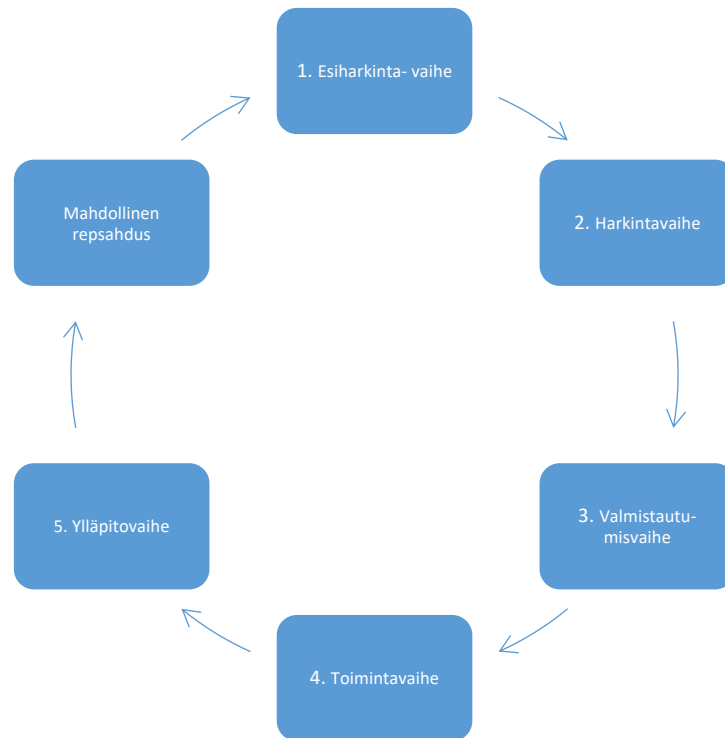 1. Esiharkinta- vaihe
2. Harkintavaihe
3. Valmistautu-
misvaihe
4. Toimintavaihe
5. Ylläpitovaihe
Mahdollinen
repsahdus